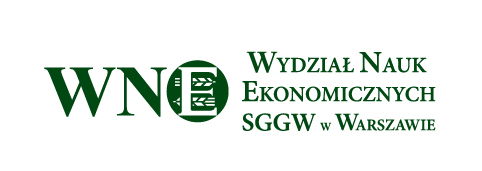 WNE
Wydział Nauk
Ekonomicznych
SGGW w Warszawie